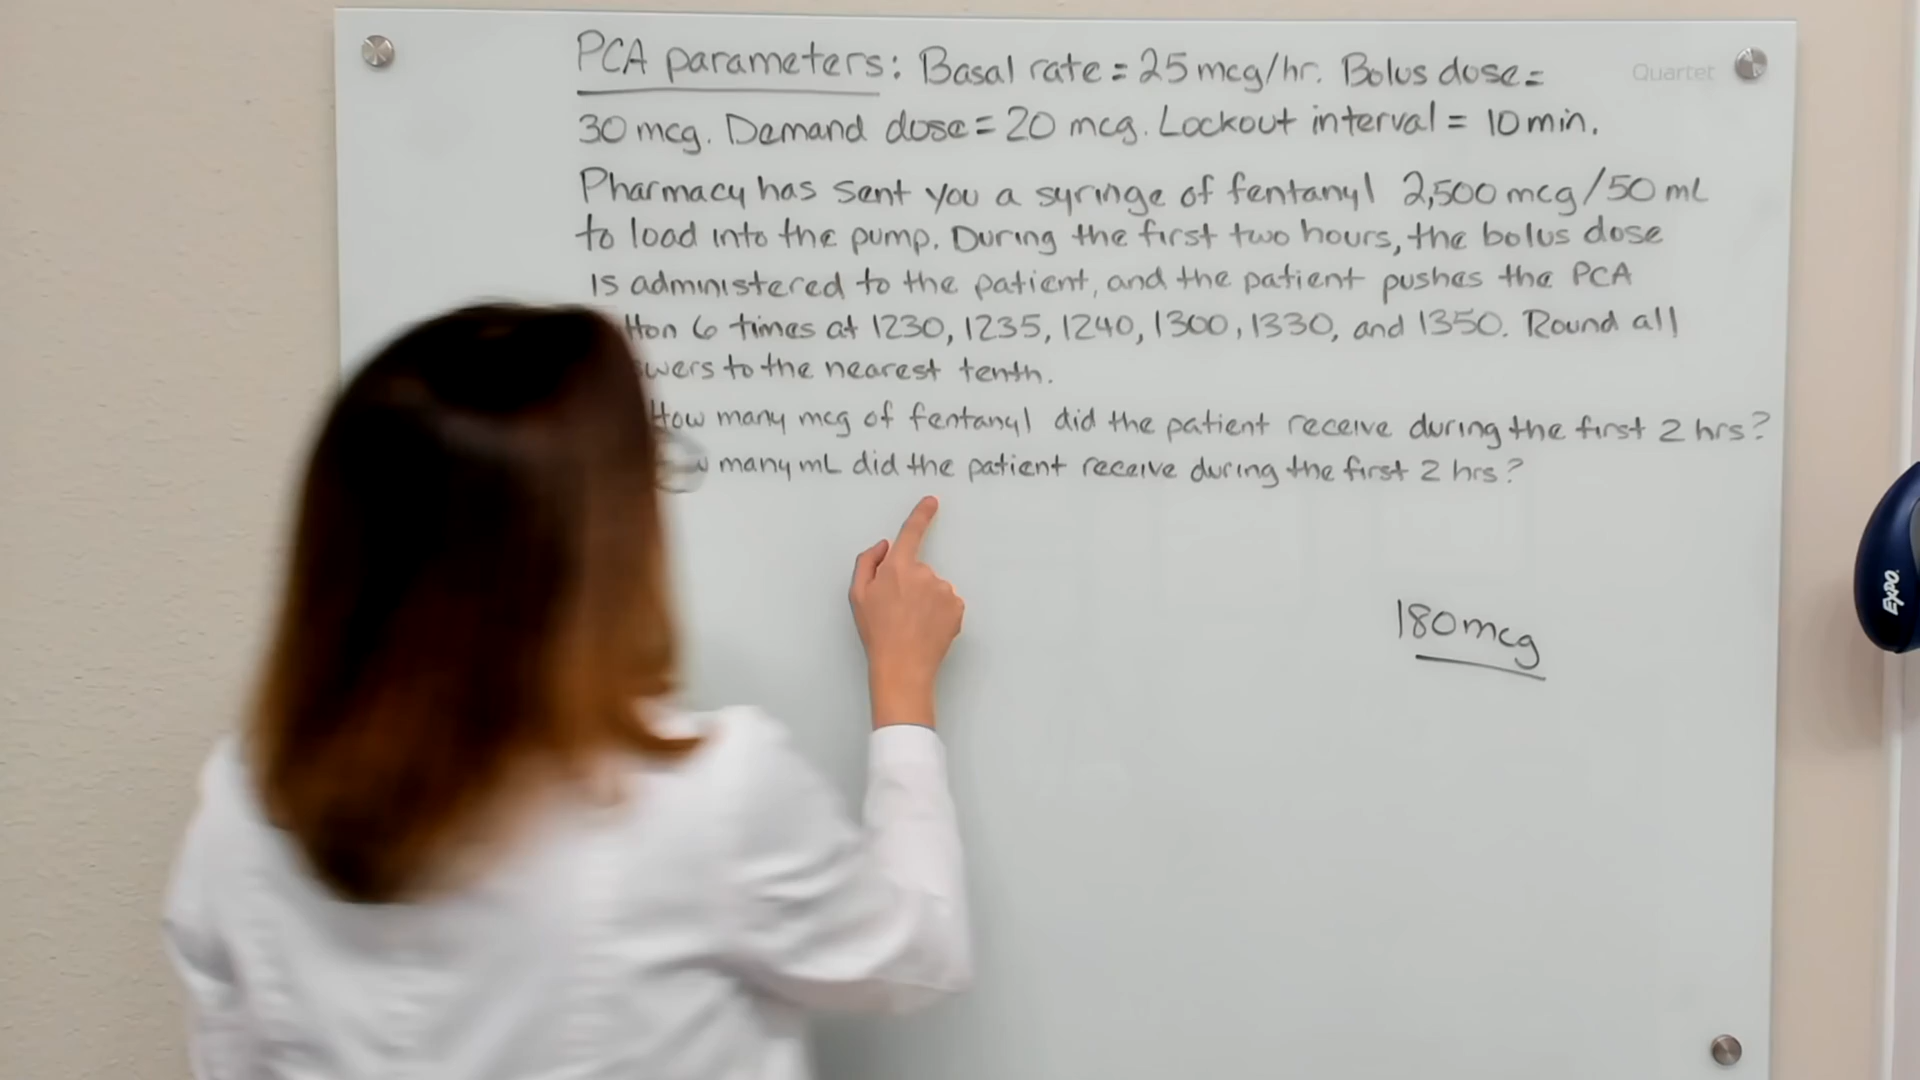 PCA parameters: Basal rate = 25 mcg/hr. Bolus dose =
Quartet
30 mcg. Demand dose = 20 mcg. Lockout interval = 10 min.
Pharmacy has sent you a syringe of fentanyl 2,500 mcg/50 mL
to load into the pump. During the first two hours, the bolus dose
is administered to the patient, and the patient pushes the PCA
6 times at 1230, 1235, 1240, 1300, 1330, and 1350. Round all
to the nearest tenth.
How many mcg of fentanyl did the patient receive during the first 2 hrs?
many mL did the patient receive during the first 2 hrs?
EXPO
180 mcg